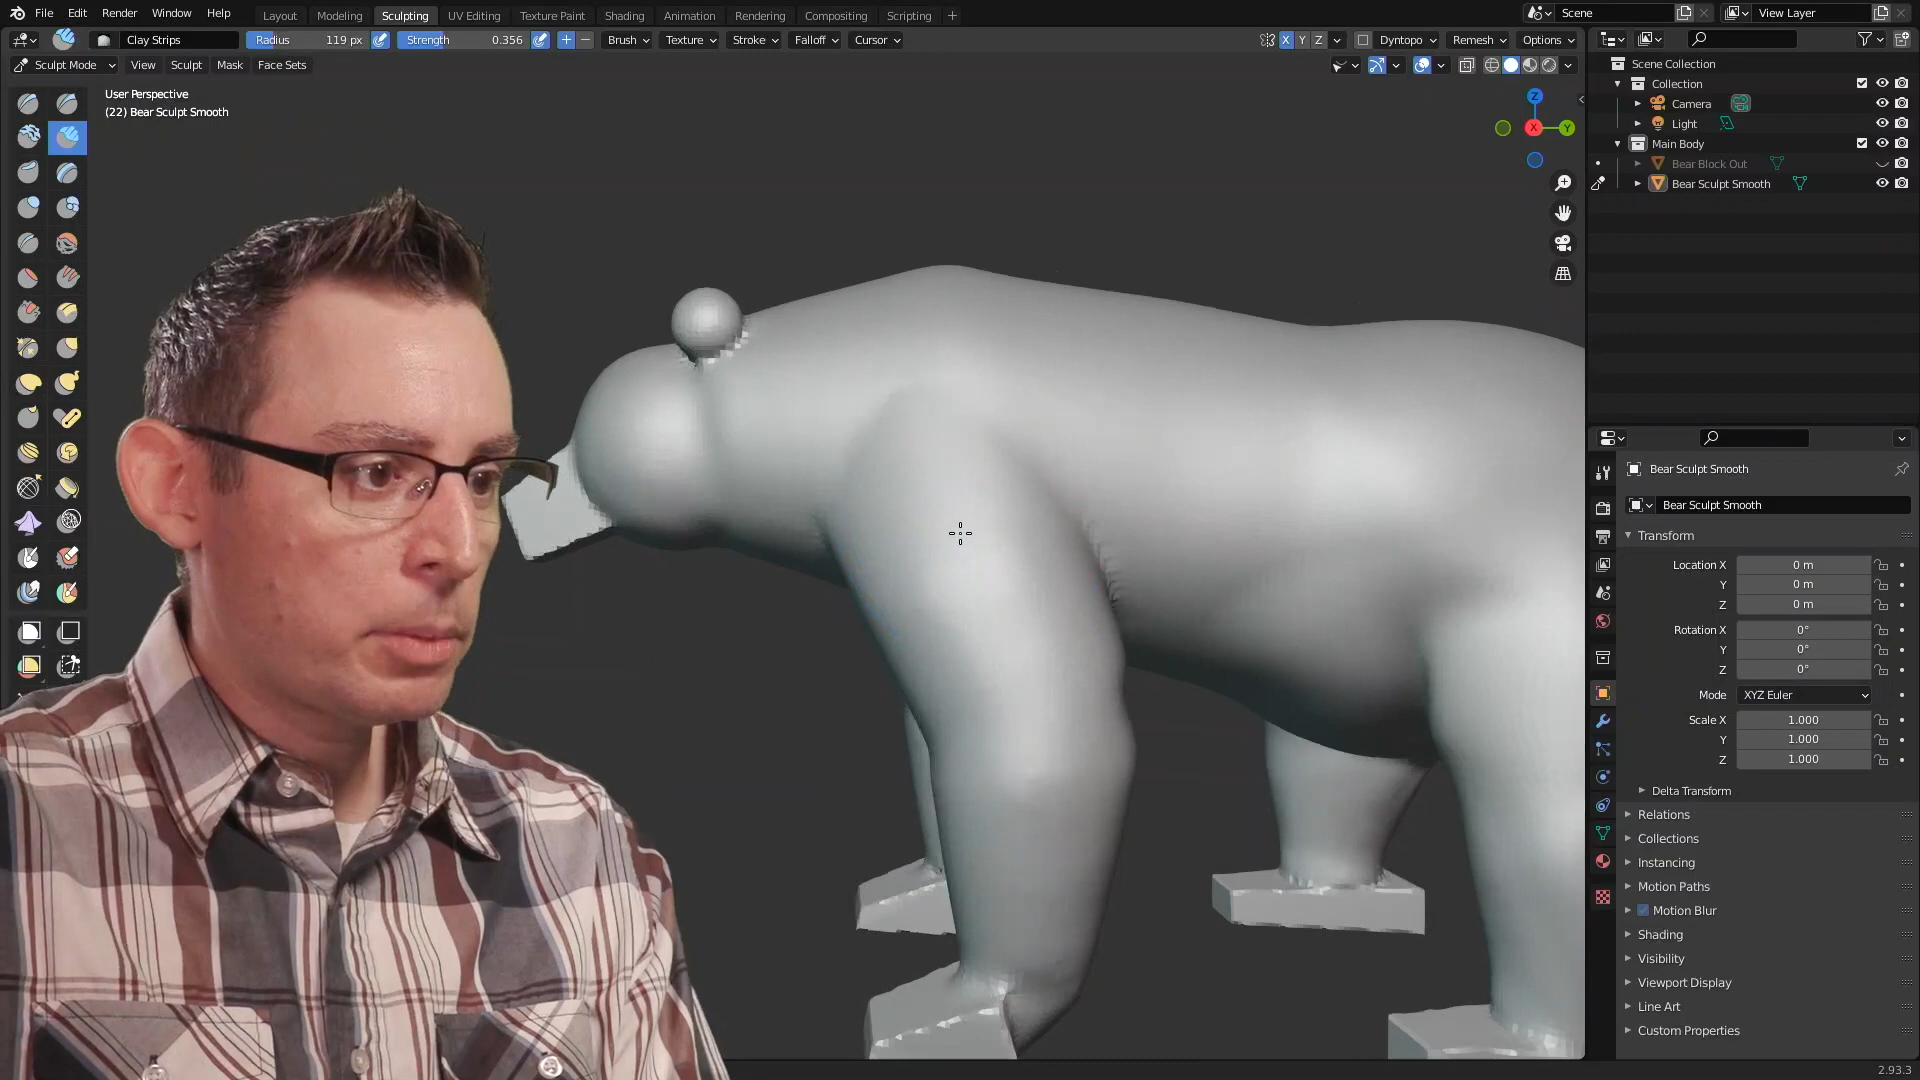 File Edit Render Window Help Layout Modeling Sculpting UV Editing Texture Paint Shading Animation Rendering Compositing Scripting + Scene View Layer
Clay Strips Radius 119 px Strength 0.356 + − Brush Texture Stroke Falloff Cursor X Y Z Dyntopo Remesh Options
Sculpt Mode View Sculpt Mask Face Sets
User Perspective
(22) Bear Sculpt Smooth
Z
X
Y
Scene Collection
Collection
Camera
Light
Main Body
Bear Block Out
Bear Sculpt Smooth
Bear Sculpt Smooth
Bear Sculpt Smooth
Transform
Location X 0 m
Y 0 m
Z 0 m
Rotation X 0°
Y 0°
Z 0°
Mode XYZ Euler
Scale X 1.000
Y 1.000
Z 1.000
Delta Transform
Relations
Collections
Instancing
Motion Paths
Motion Blur
Shading
Visibility
Viewport Display
Line Art
Custom Properties
2.93.3